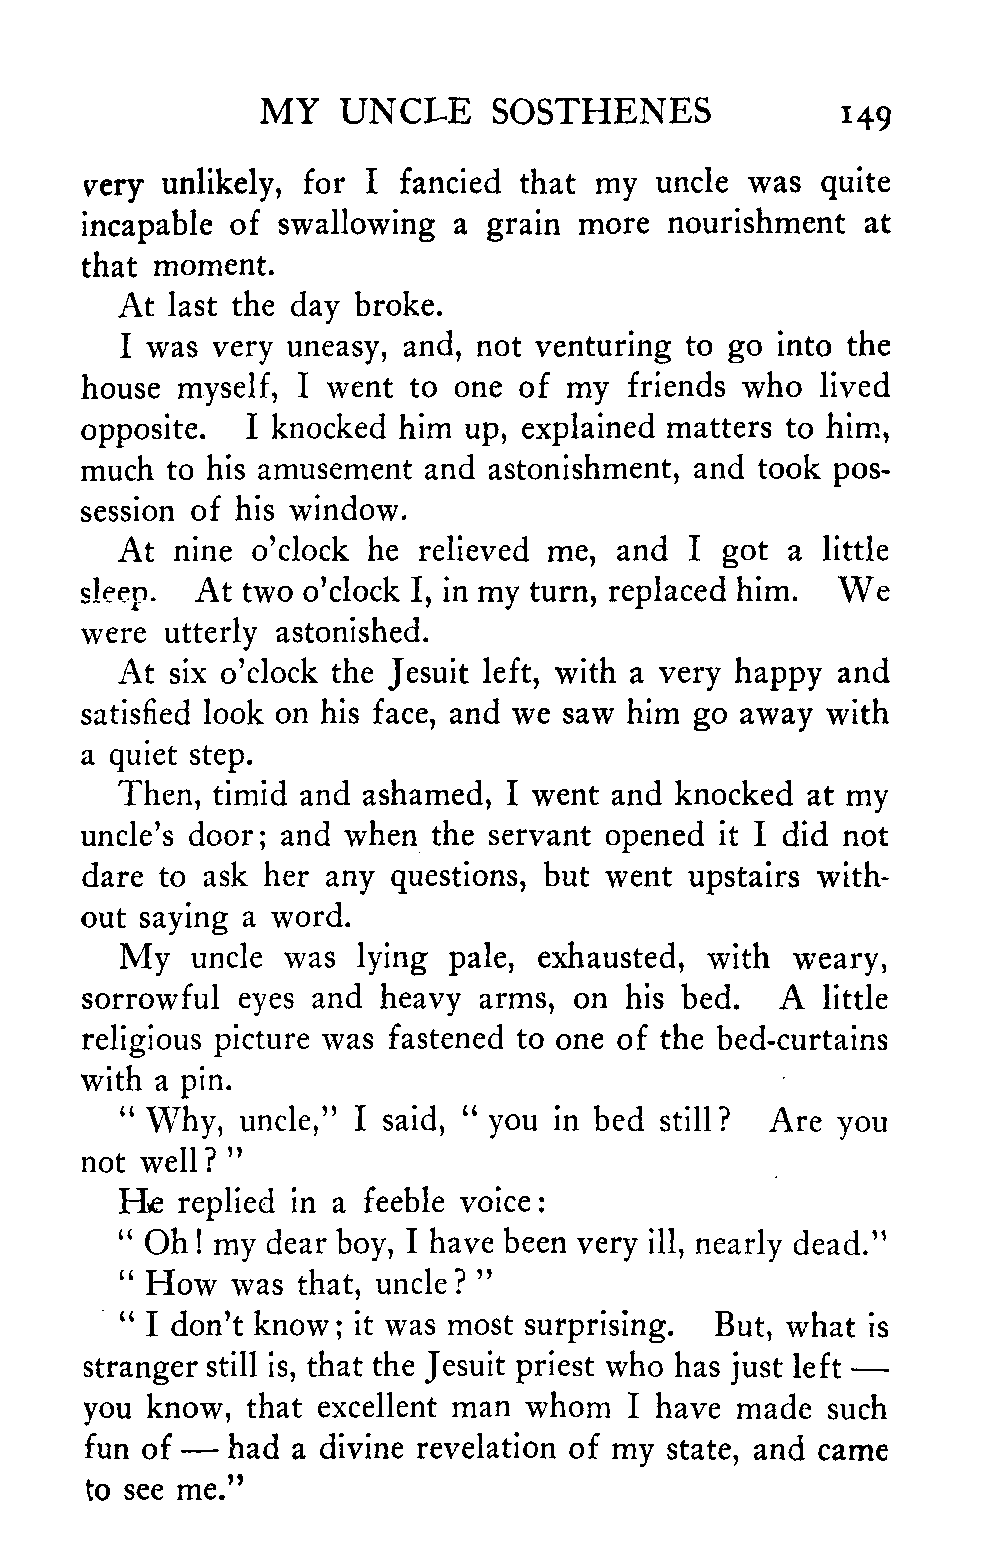 MY UNCLE SOSTHENES 149
very unlikely, for I fancied that my uncle was quite
incapable of swallowing a grain more nourishment at
that moment.
At last the day broke.
I was very uneasy, and, not venturing to go into the
house myself, I went to one of my friends who lived
opposite. I knocked him up, explained matters to him,
much to his amusement and astonishment, and took pos-
session of his window.
At nine o'clock he relieved me, and I got a little
sleep. At two o'clock I, in my turn, replaced him. We
were utterly astonished.
At six o'clock the Jesuit left, with a very happy and
satisfied look on his face, and we saw him go away with
a quiet step.
Then, timid and ashamed, I went and knocked at my
uncle's door; and when the servant opened it I did not
dare to ask her any questions, but went upstairs with-
out saying a word.
My uncle was lying pale, exhausted, with weary,
sorrowful eyes and heavy arms, on his bed. A little
religious picture was fastened to one of the bed-curtains
with a pin.
" Why, uncle," I said, " you in bed still? Are you
not well? "
He replied in a feeble voice:
" Oh! my dear boy, I have been very ill, nearly dead."
" How was that, uncle? "
" I don't know; it was most surprising. But, what is
stranger still is, that the Jesuit priest who has just left —
you know, that excellent man whom I have made such
fun of — had a divine revelation of my state, and came
to see me."